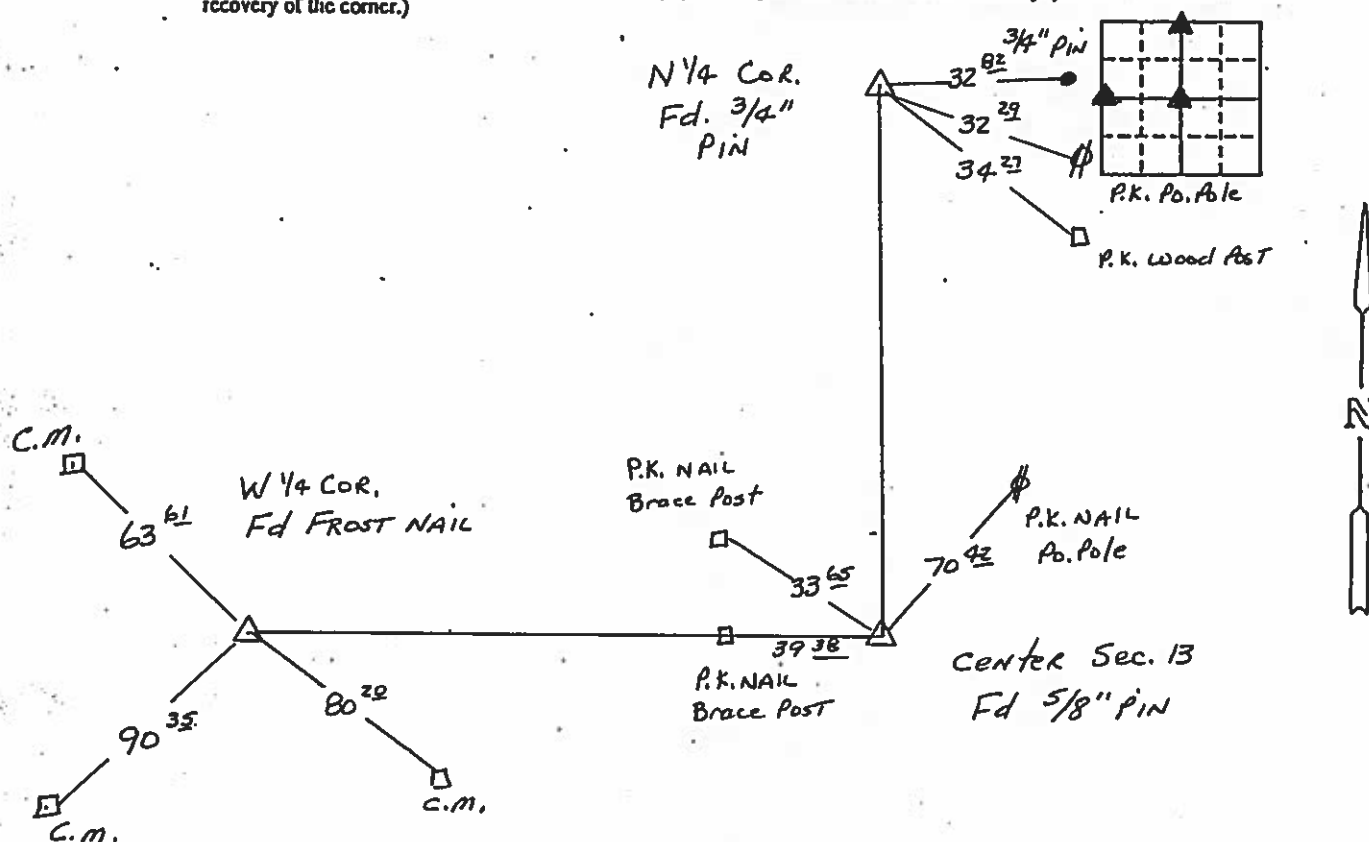 recovery of the corner.)
N 1/4 COR.
Fd. 3/4"
PIN
32 82
3/4" PIN
32 29
34 27
P.K. Po. Pole
P.K. Wood POST
N
C.M.
63 61
W 1/4 COR.
Fd FROST NAIL
P.K. NAIL
Brace Post
33 65
70 42
P.K. NAIL
Po. Pole
39 38
P.K. NAIL
Brace POST
CENTER Sec. 13
Fd 5/8" PIN
80 20
90 35
C.M.
C.M.